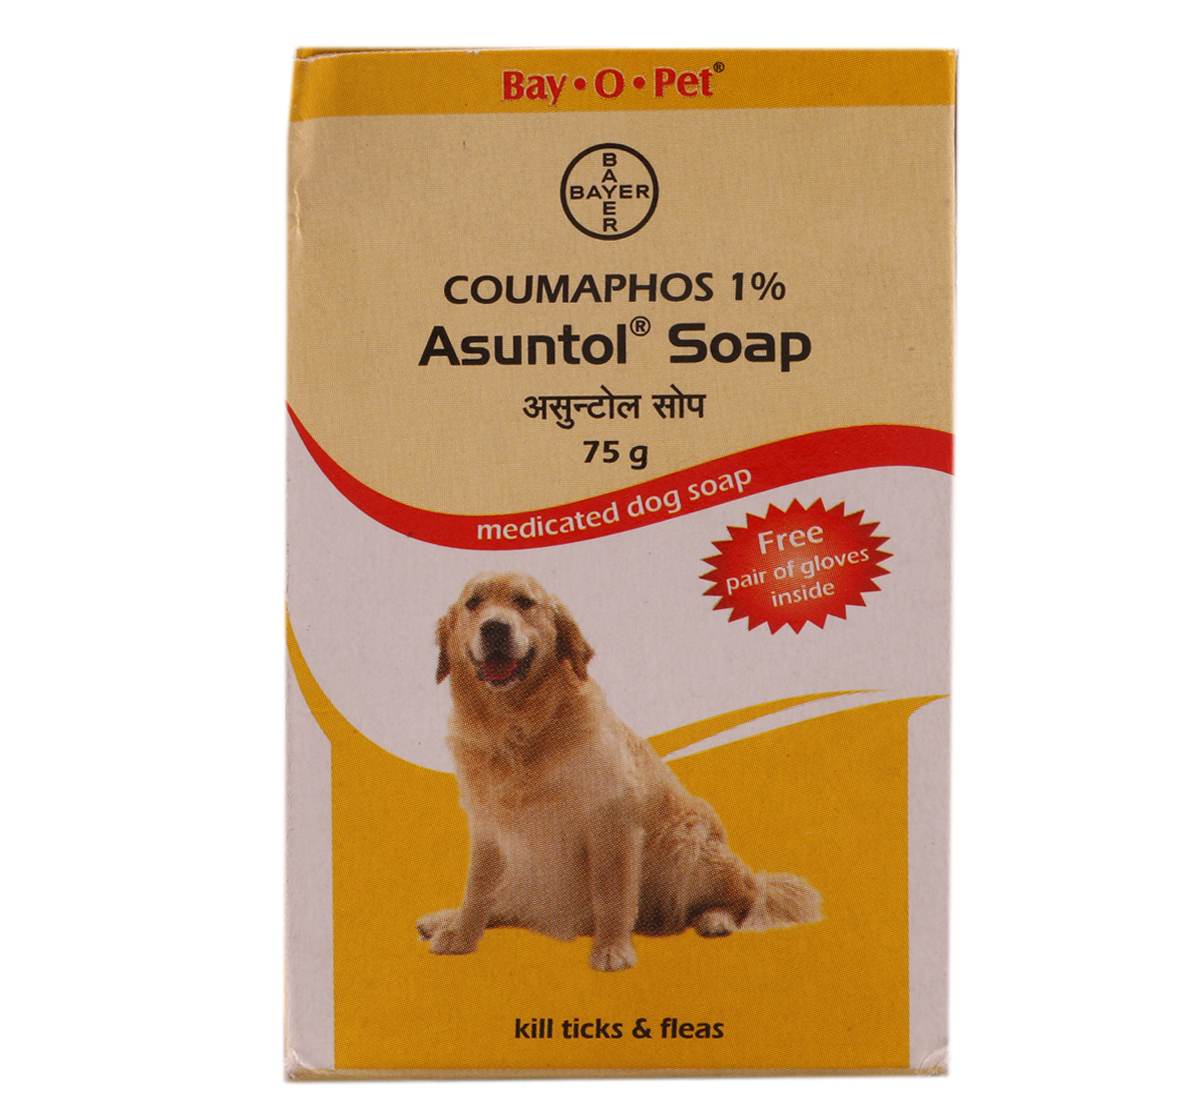 Bay•O•Pet®
BAYER
BAYER
COUMAPHOS 1%
Asuntol® Soap
असुन्टोल सोप
75 g
medicated dog soap
Free
pair of gloves
inside
kill ticks & fleas